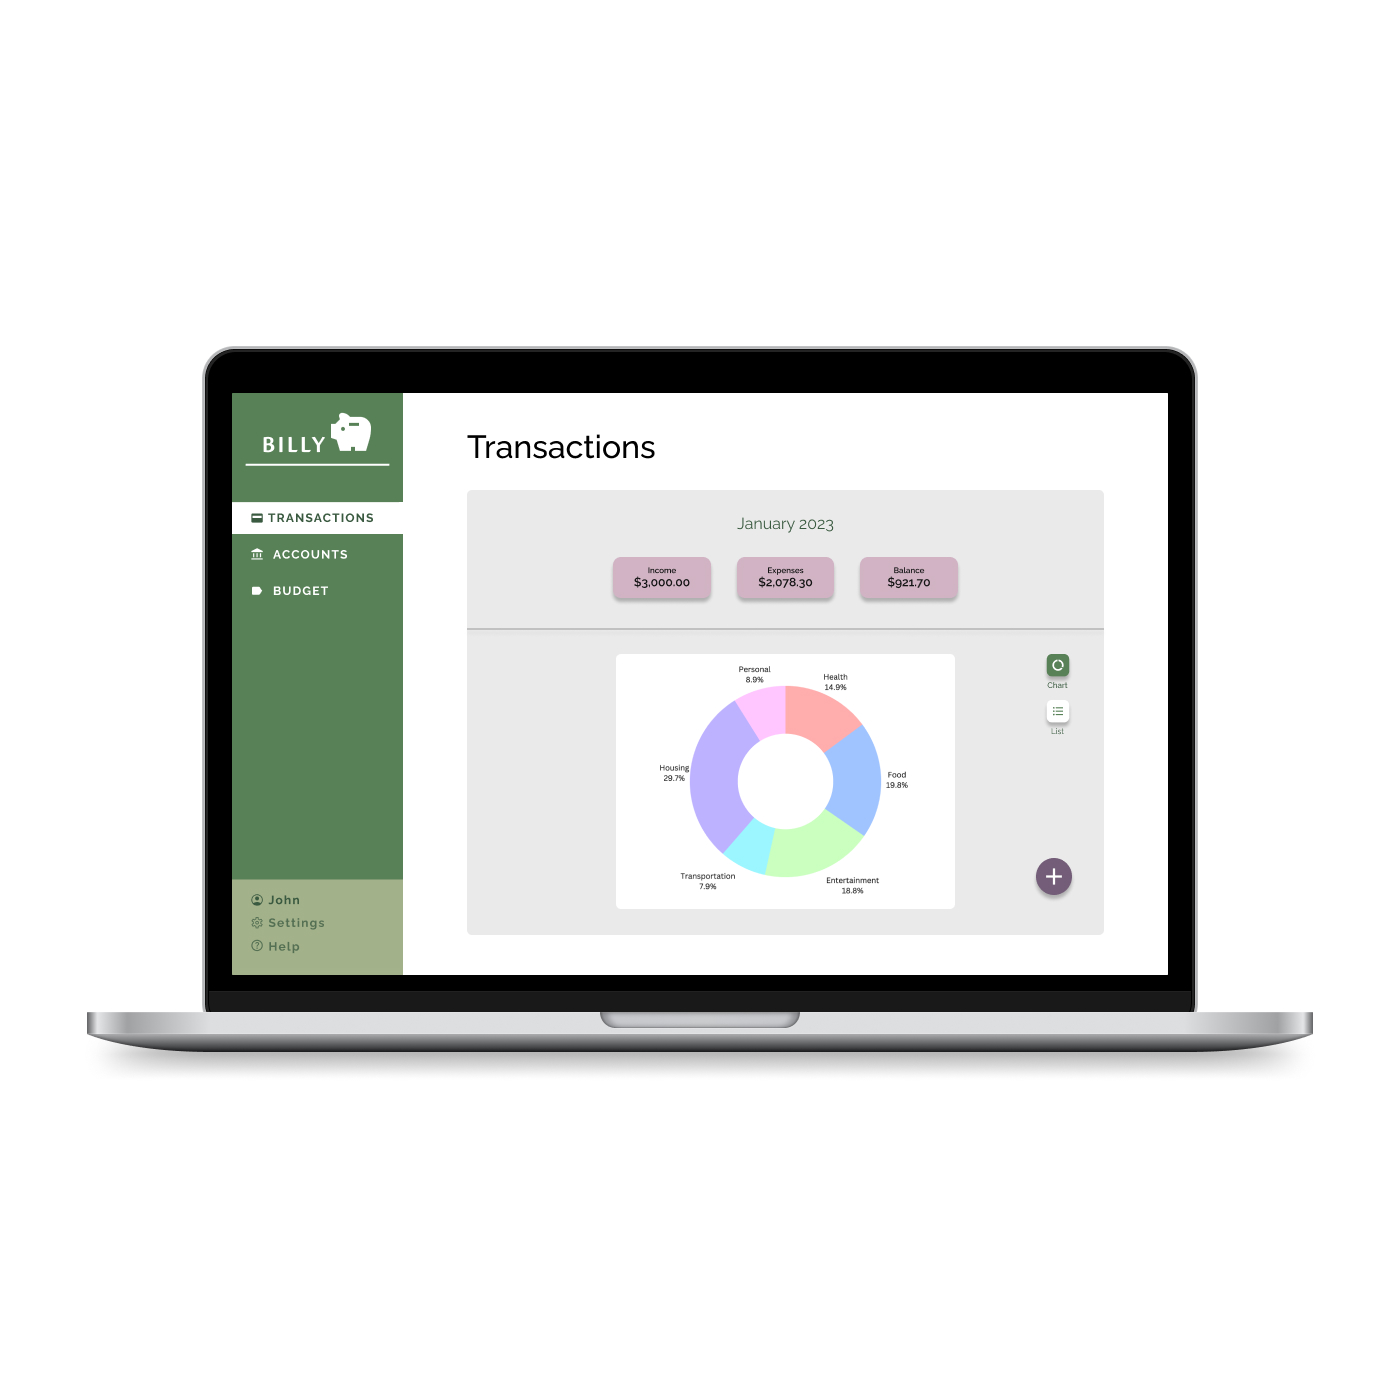 BILLY
TRANSACTIONS
ACCOUNTS
BUDGET
John
Settings
Help
Transactions
January 2023
Income
$3,000.00
Expenses
$2,078.30
Balance
$921.70
Personal
8.9%
Health
14.9%
Housing
29.7%
Food
19.8%
Transportation
7.9%
Entertainment
18.8%
Chart
List